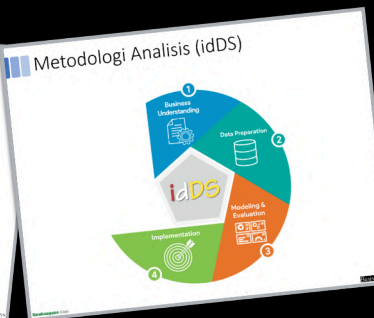 Metodologi Analisis (idDS)
1
Business
Understanding
Data Preparation
2
idDS
Modeling &
Evaluation
3
Implementation
4